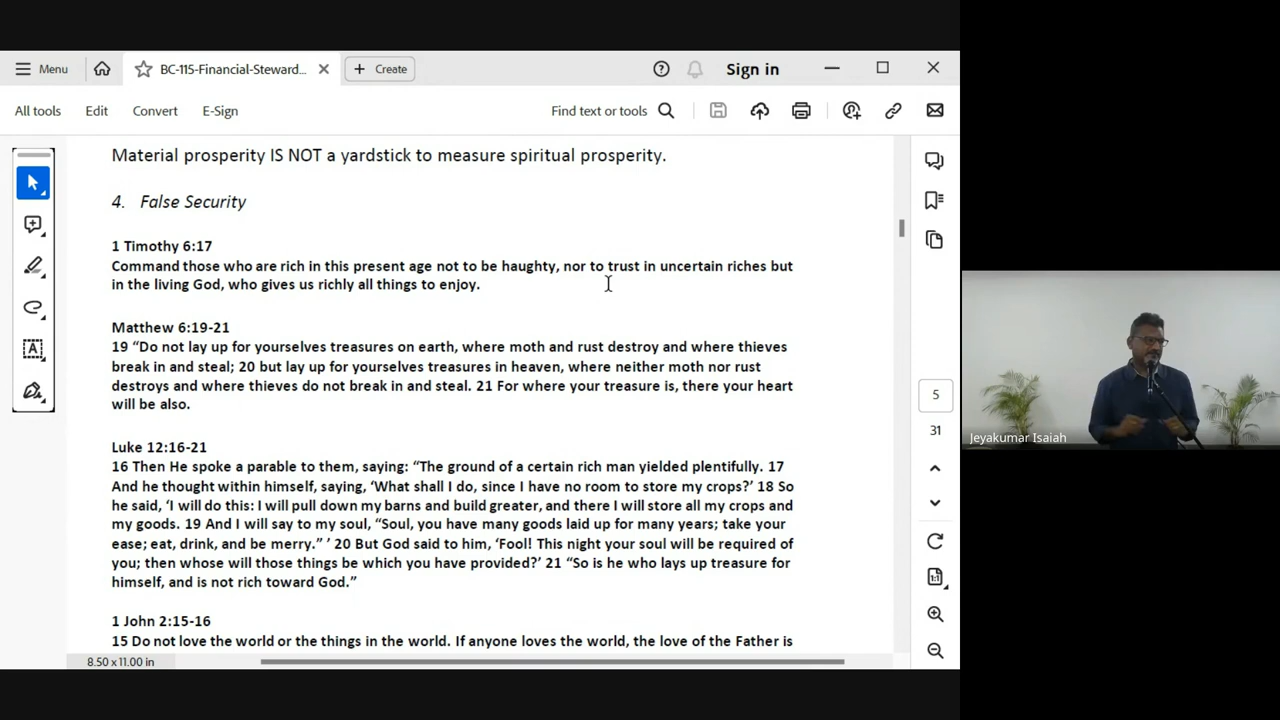 Menu
BC-115-Financial-Steward...
Create
Sign in
All tools
Edit
Convert
E-Sign
Find text or tools
Material prosperity IS NOT a yardstick to measure spiritual prosperity.
4. False Security
1 Timothy 6:17
Command those who are rich in this present age not to be haughty, nor to trust in uncertain riches but
in the living God, who gives us richly all things to enjoy.
Matthew 6:19-21
19 “Do not lay up for yourselves treasures on earth, where moth and rust destroy and where thieves
break in and steal; 20 but lay up for yourselves treasures in heaven, where neither moth nor rust
destroys and where thieves do not break in and steal. 21 For where your treasure is, there your heart
will be also.
Luke 12:16-21
16 Then He spoke a parable to them, saying: “The ground of a certain rich man yielded plentifully. 17
And he thought within himself, saying, ‘What shall I do, since I have no room to store my crops?’ 18 So
he said, ‘I will do this: I will pull down my barns and build greater, and there I will store all my crops and
my goods. 19 And I will say to my soul, “Soul, you have many goods laid up for many years; take your
ease; eat, drink, and be merry.” ’ 20 But God said to him, ‘Fool! This night your soul will be required of
you; then whose will those things be which you have provided?’ 21 “So is he who lays up treasure for
himself, and is not rich toward God.”
1 John 2:15-16
15 Do not love the world or the things in the world. If anyone loves the world, the love of the Father is
8.50 x 11.00 in
5
31
1:1
Jeyakumar Isaiah